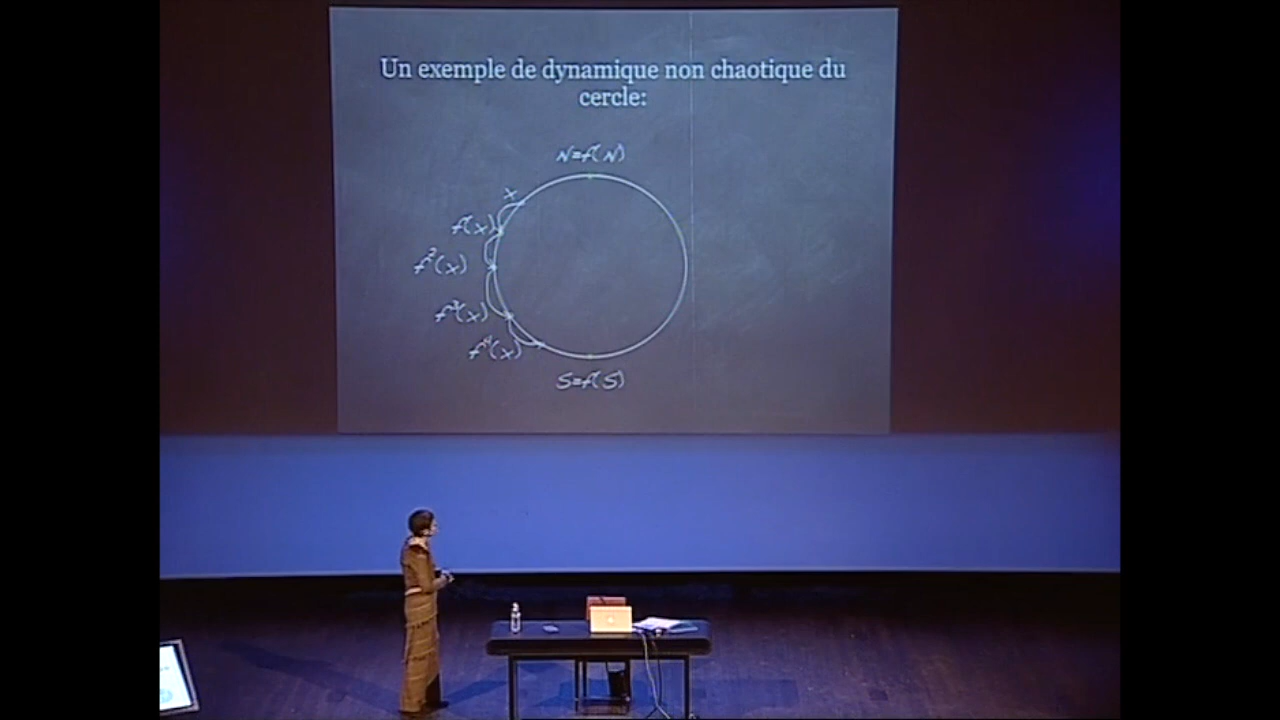 Un exemple de dynamique non chaotique du
cercle:
N=f(N)
x
f(x)
f²(x)
f³(x)
f⁴(x)
S=f(S)